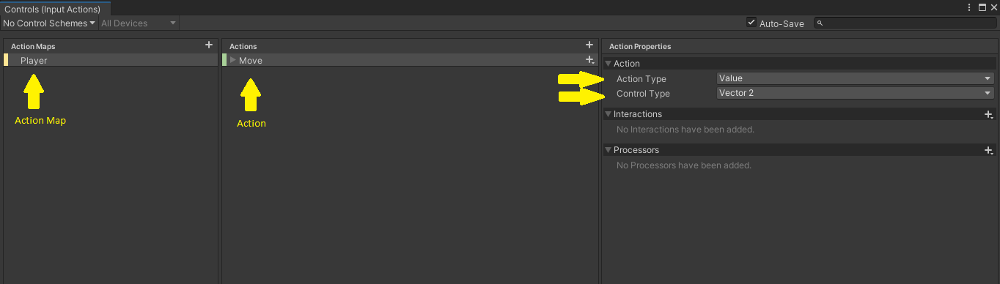 Controls (Input Actions)
No Control Schemes All Devices Auto-Save
Action Maps Actions Action Properties
Player Move Action
Action Type Value
Control Type Vector 2
Action Map Action
Interactions
No Interactions have been added.
Processors
No Processors have been added.